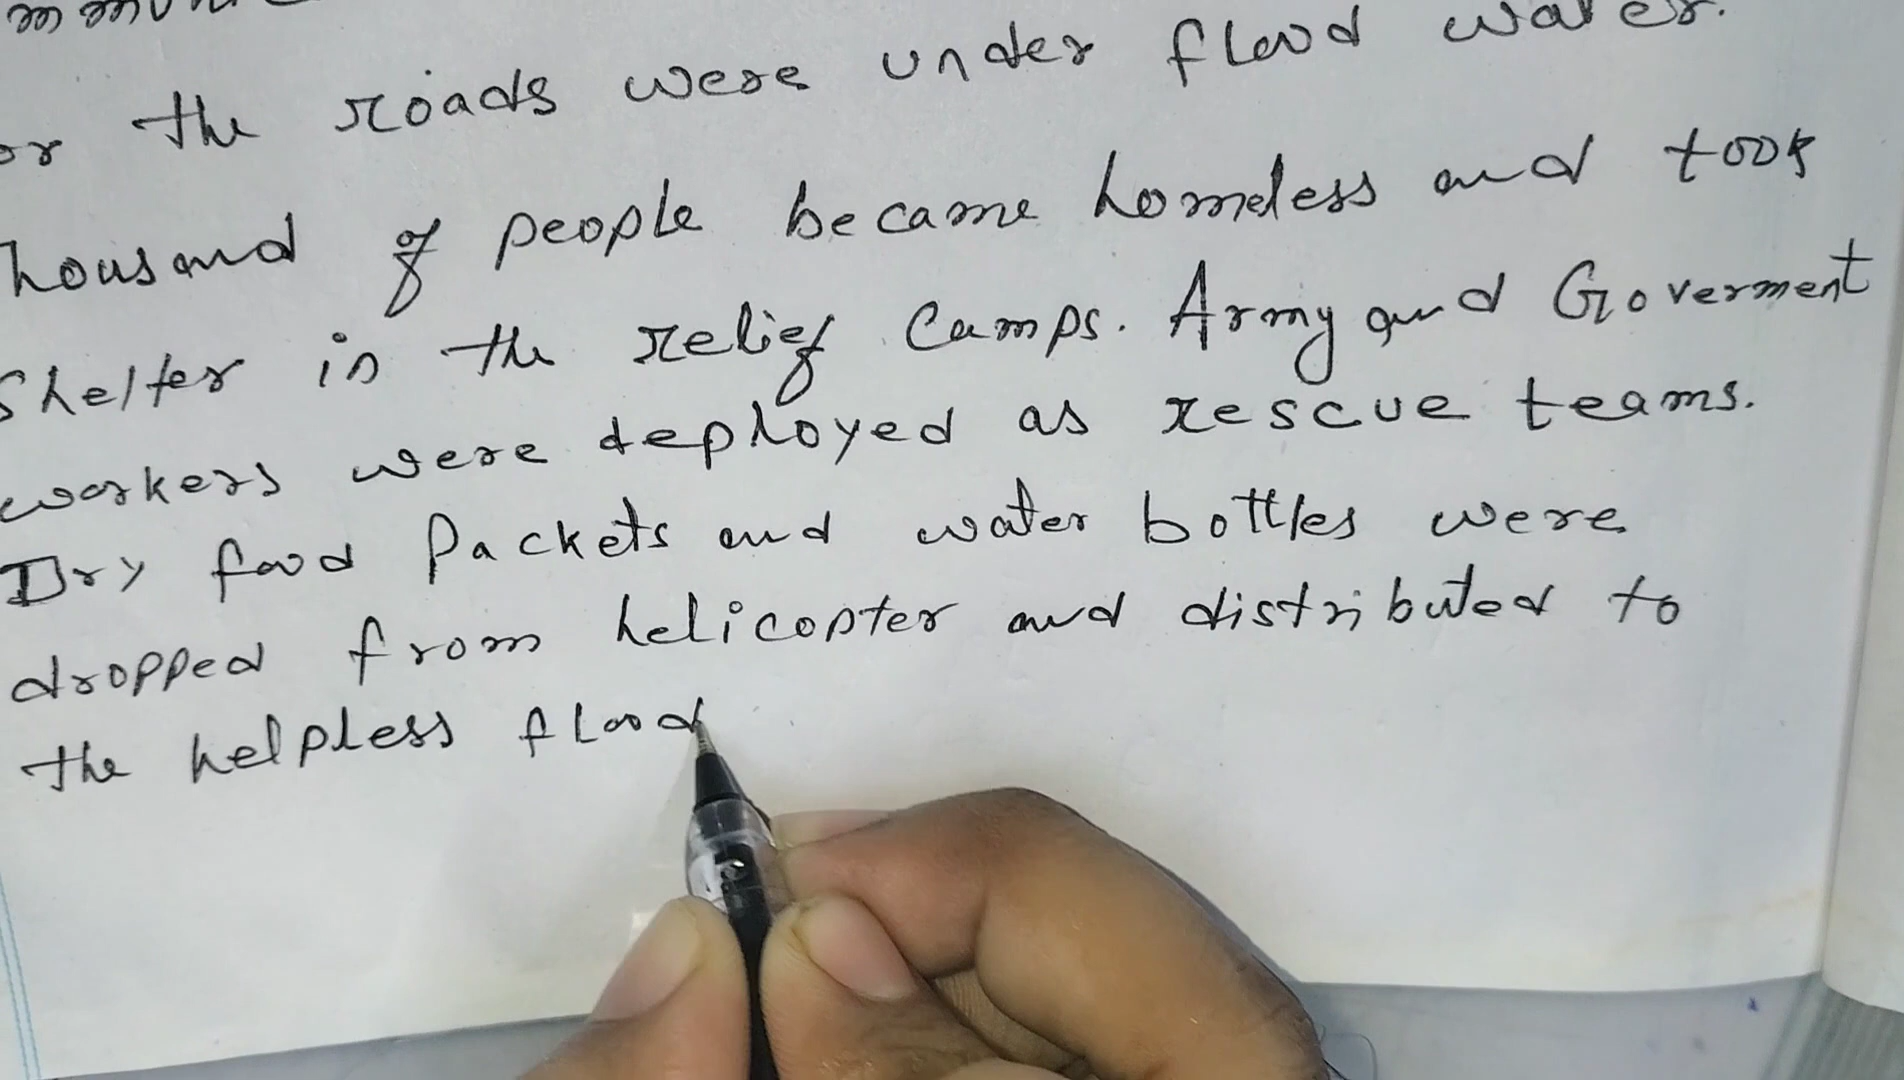 or the roads were under flood water.
housand of people became homeless and took
Shelter in the relief Camps. Army and Goverment
workers were deployed as rescue teams.
Dry food Packets and water bottles were
dropped from helicopter and distributed to
the helpless flood